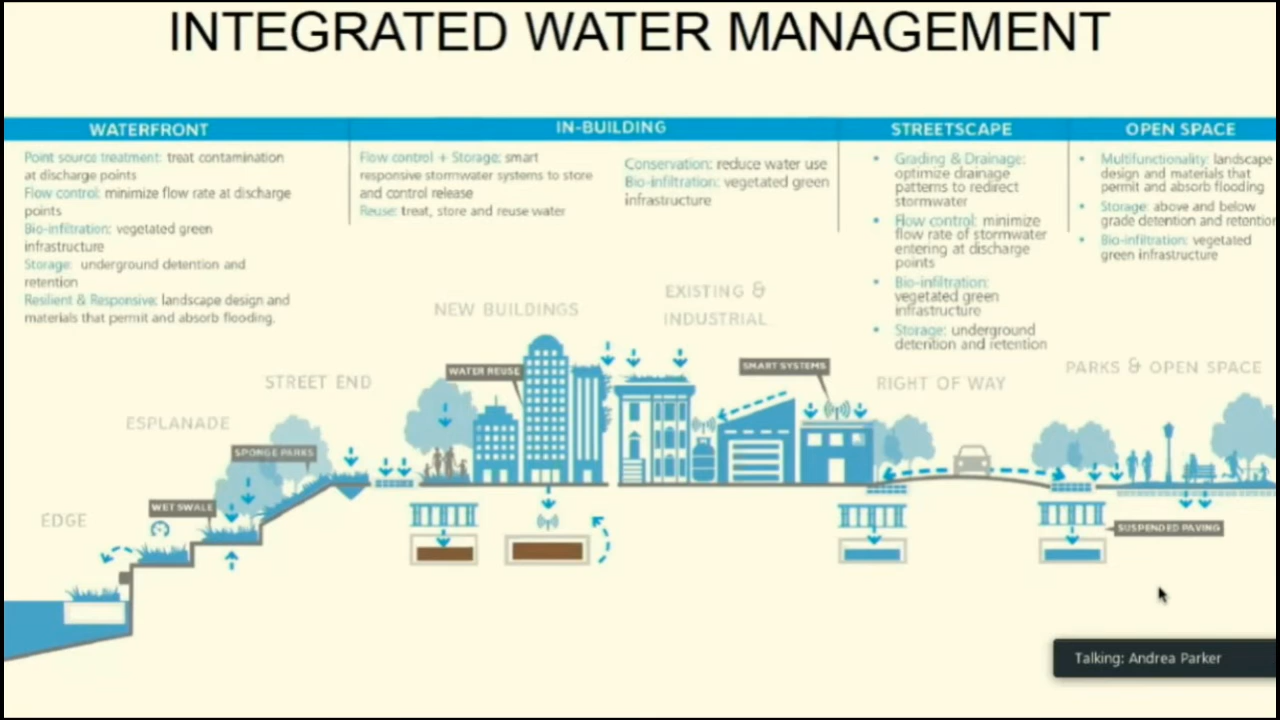 INTEGRATED WATER MANAGEMENT
WATERFRONT
Point source treatment: treat contamination
at discharge points
Flow control: minimize flow rate at discharge
points
Bio-infiltration: vegetated green
infrastructure
Storage: underground detention and
retention
Resilient & Responsive: landscape design and
materials that permit and absorb flooding.
IN-BUILDING
Flow control + Storage: smart
responsive stormwater systems to store
and control release
Reuse: treat, store and reuse water
Conservation: reduce water use
Bio-infiltration: vegetated green
infrastructure
STREETSCAPE
• Grading & Drainage:
optimize drainage
patterns to redirect
stormwater
• Flow control: minimize
flow rate of stormwater
entering at discharge
points
• Bio-infiltration:
vegetated green
infrastructure
• Storage: underground
detention and retention
OPEN SPACE
• Multifunctionality: landscape
design and materials that
permit and absorb flooding
• Storage: above and below
grade detention and retention
• Bio-infiltration: vegetated
green infrastructure
EDGE
ESPLANADE
STREET END
NEW BUILDINGS
EXISTING &
INDUSTRIAL
RIGHT OF WAY
PARKS & OPEN SPACE
WET SWALE
SPONGE PARKS
WATER REUSE
SMART SYSTEMS
SUSPENDED PAVING
Talking: Andrea Parker